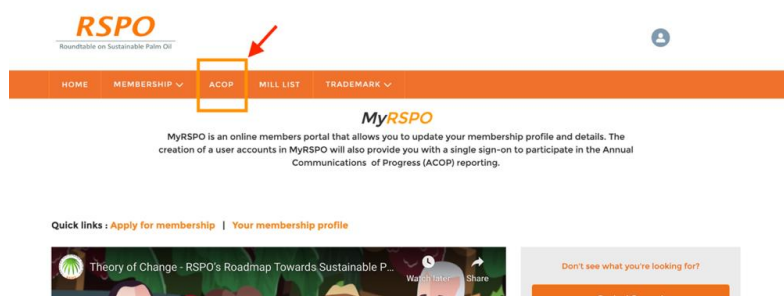 RSPO
Roundtable on Sustainable Palm Oil
HOME MEMBERSHIP ACOP MILL LIST TRADEMARK
MyRSPO
MyRSPO is an online members portal that allows you to update your membership profile and details. The
creation of a user accounts in MyRSPO will also provide you with a single sign-on to participate in the Annual
Communications of Progress (ACOP) reporting.
Quick links : Apply for membership | Your membership profile
Theory of Change - RSPO's Roadmap Towards Sustainable P...
Watch later Share
Don't see what you're looking for?